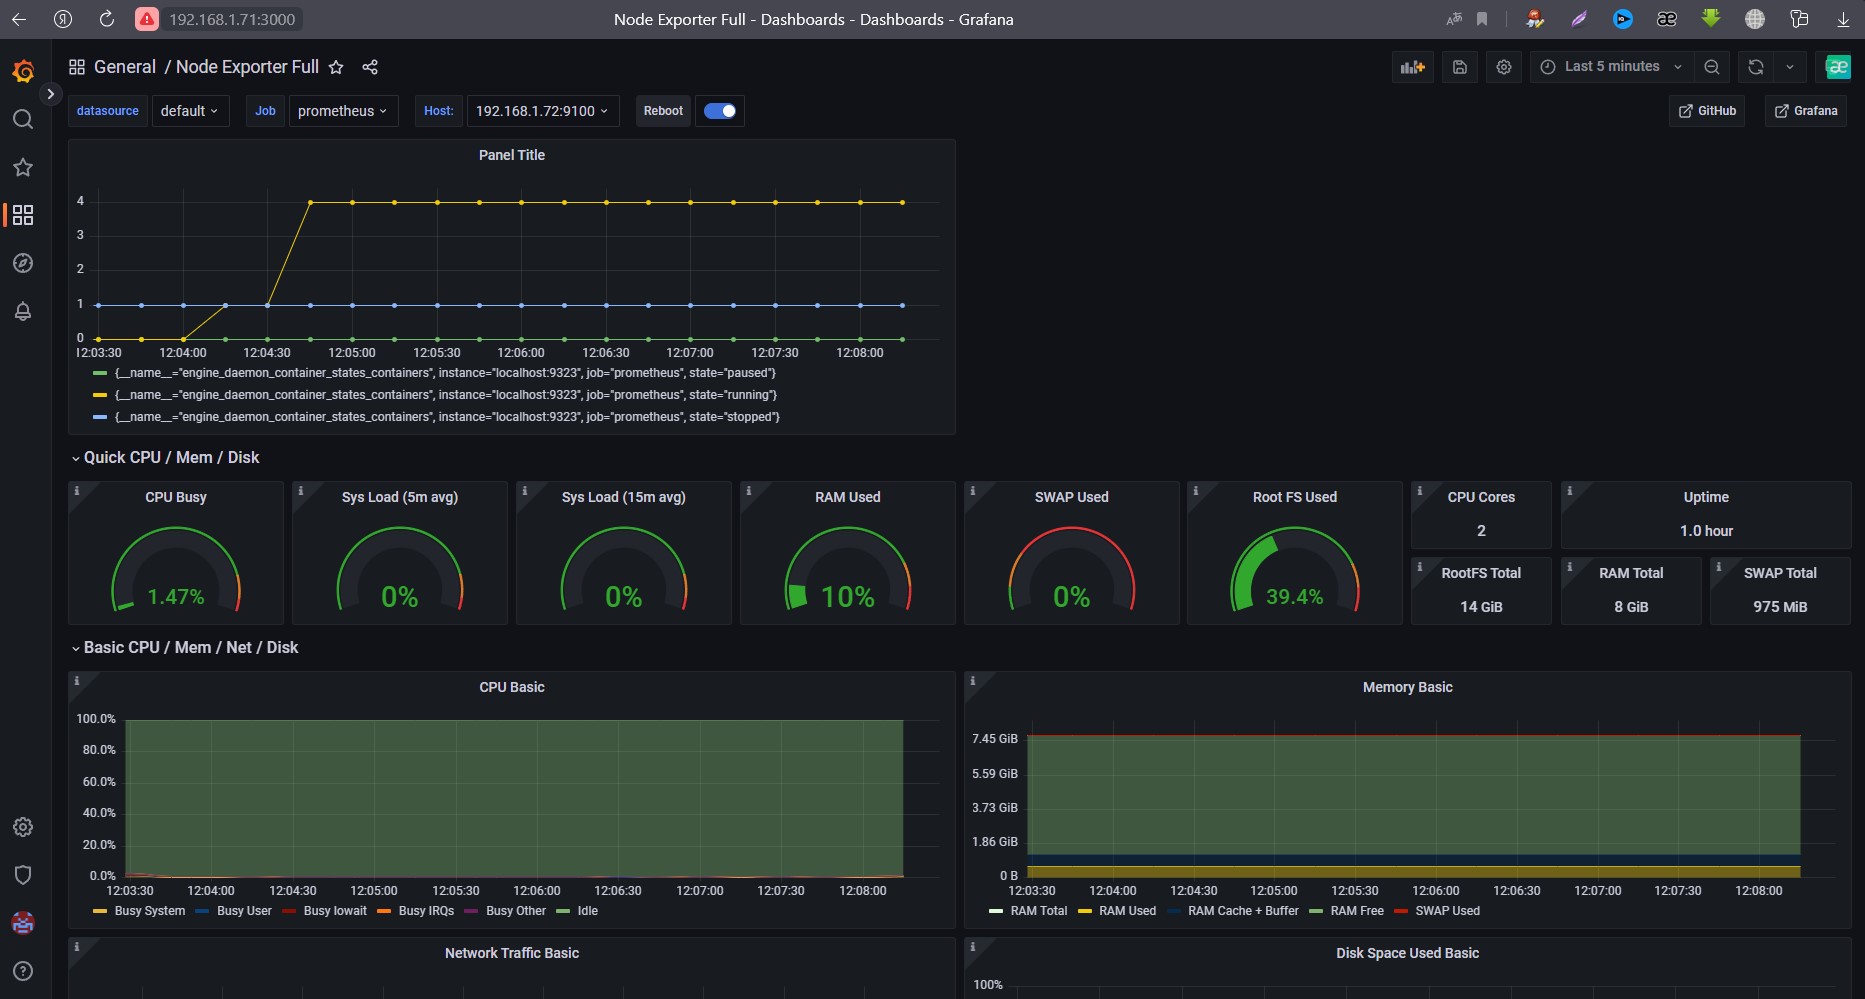 192.168.1.71:3000
Node Exporter Full - Dashboards - Dashboards - Grafana
General / Node Exporter Full
Last 5 minutes
datasource default Job prometheus Host: 192.168.1.72:9100 Reboot
GitHub Grafana
Panel Title
4
3
2
1
0
12:03:30 12:04:00 12:04:30 12:05:00 12:05:30 12:06:00 12:06:30 12:07:00 12:07:30 12:08:00
{__name__="engine_daemon_container_states_containers", instance="localhost:9323", job="prometheus", state="paused"}
{__name__="engine_daemon_container_states_containers", instance="localhost:9323", job="prometheus", state="running"}
{__name__="engine_daemon_container_states_containers", instance="localhost:9323", job="prometheus", state="stopped"}
Quick CPU / Mem / Disk
CPU Busy
1.47%
Sys Load (5m avg)
0%
Sys Load (15m avg)
0%
RAM Used
10%
SWAP Used
0%
Root FS Used
39.4%
CPU Cores
2
Uptime
1.0 hour
RootFS Total
14 GiB
RAM Total
8 GiB
SWAP Total
975 MiB
Basic CPU / Mem / Net / Disk
CPU Basic
100.0%
80.0%
60.0%
40.0%
20.0%
0.0%
12:03:30 12:04:00 12:04:30 12:05:00 12:05:30 12:06:00 12:06:30 12:07:00 12:07:30 12:08:00
Busy System Busy User Busy Iowait Busy IRQs Busy Other Idle
Memory Basic
7.45 GiB
5.59 GiB
3.73 GiB
1.86 GiB
0 B
12:03:30 12:04:00 12:04:30 12:05:00 12:05:30 12:06:00 12:06:30 12:07:00 12:07:30 12:08:00
RAM Total RAM Used RAM Cache + Buffer RAM Free SWAP Used
Network Traffic Basic
Disk Space Used Basic
100%